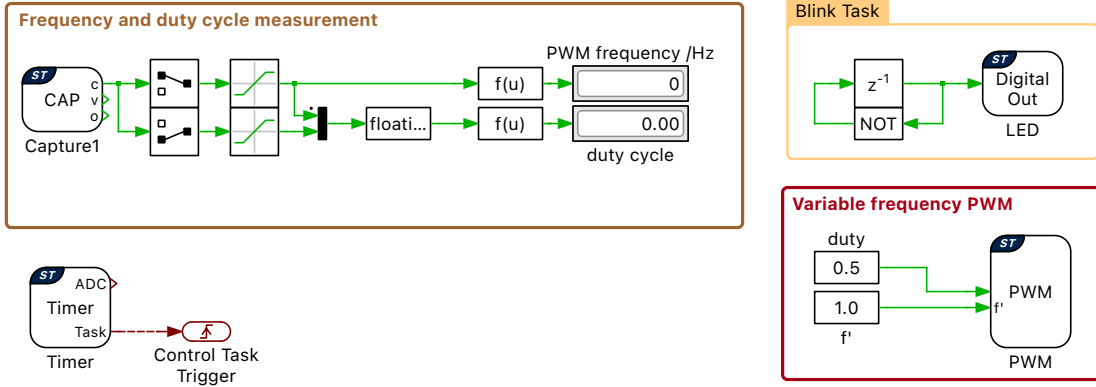 Frequency and duty cycle measurement
ST
CAP
c
v
o
Capture1
f(u)
PWM frequency /Hz
0
floati...
f(u)
0.00
duty cycle
Blink Task
z-1
NOT
ST
Digital
Out
LED
ST
ADC
Timer
Task
Timer
Control Task
Trigger
Variable frequency PWM
duty
0.5
1.0
f'
ST
PWM
f'
PWM